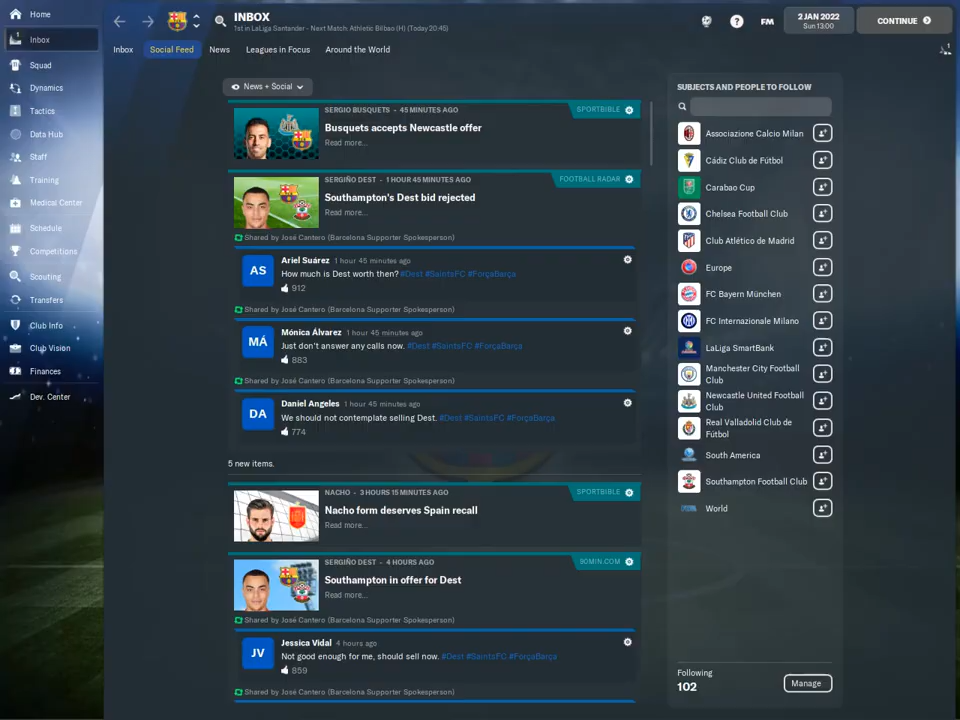 Home
1
Inbox
Squad
Dynamics
Tactics
Data Hub
Staff
Training
Medical Center
Schedule
Competitions
Scouting
Transfers
Club Info
Club Vision
Finances
Dev. Center
INBOX
1st in LaLiga Santander - Next Match Athletic Bilbao (H) (Today 20:45)
?
FM
2 JAN 2022
Sun 13:00
CONTINUE
Inbox
Social Feed
News
Leagues in Focus
Around the World
News + Social
SERGIO BUSQUETS - 45 MINUTES AGO
SPORTBIBLE
Busquets accepts Newcastle offer
Read more...
SERGIÑO DEST - 1 HOUR 45 MINUTES AGO
FOOTBALL RADAR
Southampton's Dest bid rejected
Read more...
Shared by José Cantero (Barcelona Supporter Spokesperson)
AS
Ariel Suárez 1 hour 45 minutes ago
How much is Dest worth then? #Dest #SaintsFC #ForçaBarça
912
Shared by José Cantero (Barcelona Supporter Spokesperson)
MÁ
Mónica Álvarez 1 hour 45 minutes ago
Just don't answer any calls now. #Dest #SaintsFC #ForçaBarça
883
Shared by José Cantero (Barcelona Supporter Spokesperson)
DA
Daniel Angeles 1 hour 45 minutes ago
We should not contemplate selling Dest. #Dest #SaintsFC #ForçaBarça
774
5 new items.
NACHO - 3 HOURS 15 MINUTES AGO
SPORTBIBLE
Nacho form deserves Spain recall
Read more...
SERGIÑO DEST - 4 HOURS AGO
90MIN.COM
Southampton in offer for Dest
Read more...
Shared by José Cantero (Barcelona Supporter Spokesperson)
JV
Jessica Vidal 4 hours ago
Not good enough for me, should sell now. #Dest #SaintsFC #ForçaBarça
859
Shared by José Cantero (Barcelona Supporter Spokesperson)
SUBJECTS AND PEOPLE TO FOLLOW
Associazione Calcio Milan
Cádiz Club de Fútbol
Carabao Cup
Chelsea Football Club
Club Atlético de Madrid
Europe
FC Bayern München
FC Internazionale Milano
LaLiga SmartBank
Manchester City Football
Club
Newcastle United Football
Club
Real Valladolid Club de
Fútbol
South America
Southampton Football Club
World
Following
102
Manage